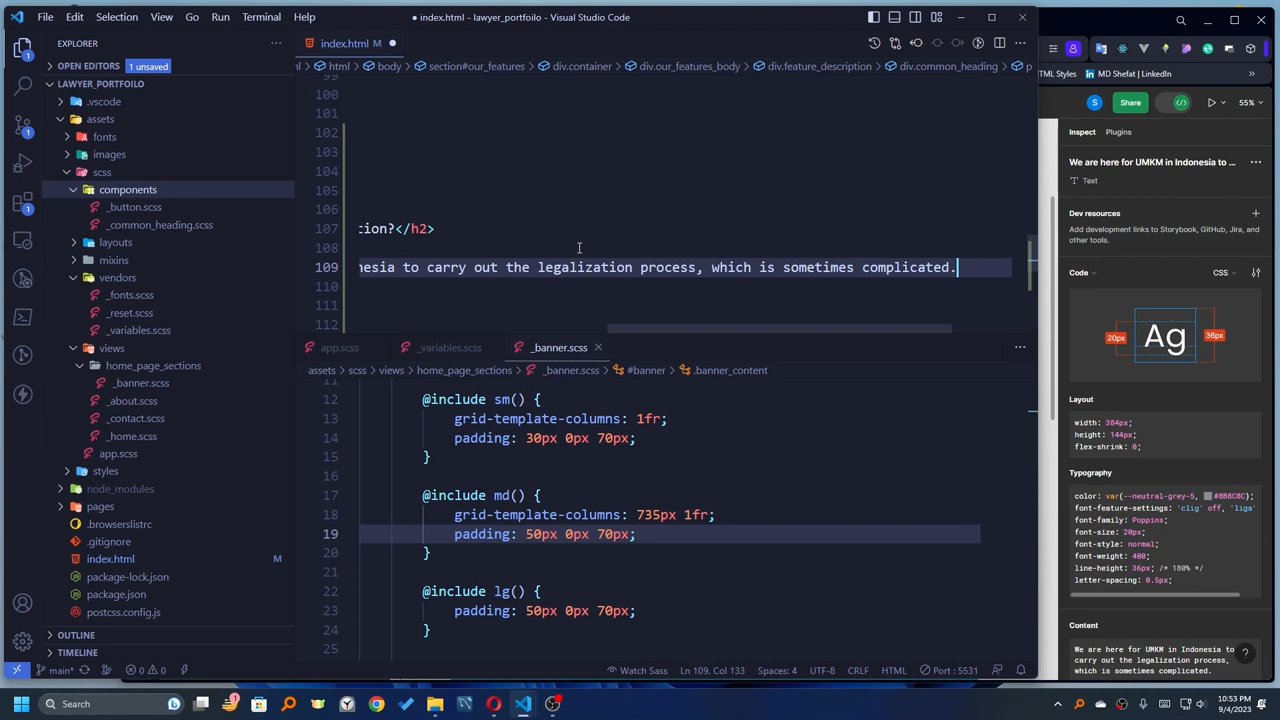 File Edit Selection View Go Run Terminal Help
● index.html - lawyer_portfoilo - Visual Studio Code
EXPLORER
OPEN EDITORS 1 unsaved
LAWYER_PORTFOILO
.vscode
assets
fonts
images
scss
components
_button.scss
_common_heading.scss
layouts
mixins
vendors
_fonts.scss
_reset.scss
_variables.scss
views
home_page_sections
_banner.scss
_about.scss
_contact.scss
_home.scss
app.scss
styles
node_modules
pages
.browserslistrc
.gitignore
index.html M
package-lock.json
package.json
postcss.config.js
OUTLINE
TIMELINE
index.html M
html body section#our_features div.container div.our_features_body div.feature_description div.common_heading p
99
100
101
102
103
104
105
106
107 tion?</h2>
108
109 nesia to carry out the legalization process, which is sometimes complicated.
110
111
112
app.scss _variables.scss _banner.scss
assets scss views home_page_sections _banner.scss #banner .banner_content
11
12 @include sm() {
13 grid-template-columns: 1fr;
14 padding: 30px 0px 70px;
15 }
16
17 @include md() {
18 grid-template-columns: 735px 1fr;
19 padding: 50px 0px 70px;
20 }
21
22 @include lg() {
23 padding: 50px 0px 70px;
24 }
25
main* 0 0 Watch Sass Ln 109, Col 133 Spaces: 4 UTF-8 CRLF HTML Port : 5531
HTML Styles MD Shefat | LinkedIn
S Share 55%
Inspect Plugins
We are here for UMKM in Indonesia to ...
Text
Dev resources
Add development links to Storybook, GitHub, Jira, and other tools.
Code CSS
20px Ag 36px
Layout
width: 384px;
height: 144px;
flex-shrink: 0;
Typography
color: var(--neutral-grey-5, #8B8C8C);
font-feature-settings: 'clig' off, 'liga'
font-family: Poppins;
font-size: 20px;
font-style: normal;
font-weight: 400;
line-height: 36px; /* 180% */
letter-spacing: 0.5px;
Content
We are here for UMKM in Indonesia to
carry out the legalization process,
which is sometimes complicated.
Search
10:53 PM
9/4/2023